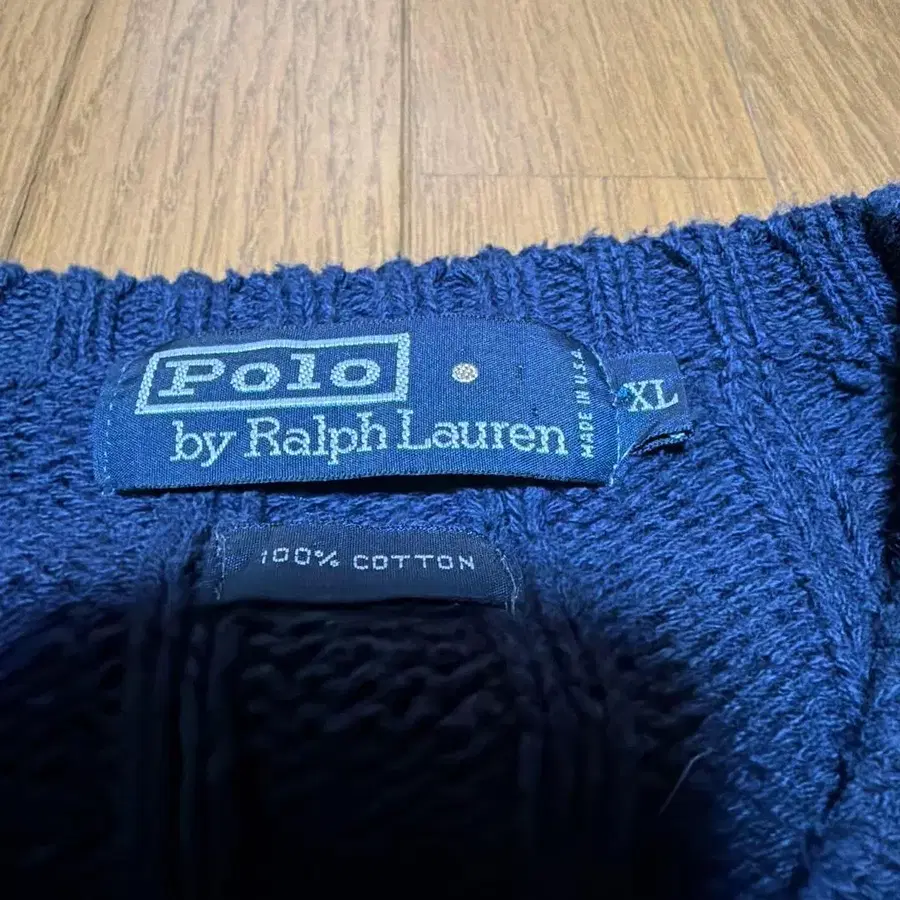 Polo
by Ralph Lauren
MADE IN U.S.A.
XL
100% COTTON